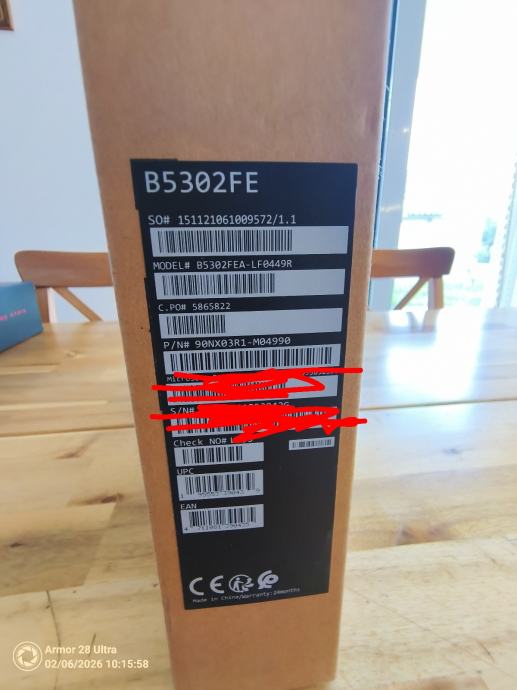 B5302FE
SO# 151121061009572/1.1
MODEL# B5302FEA-LF0449R
C.PO# 5865822
P/N# 90NX03R1-M04990
S/N#
Check NO#
UPC
EAN
CE
Made in China/Warranty:24months
Armor 28 Ultra
02/06/2026 10:15:58